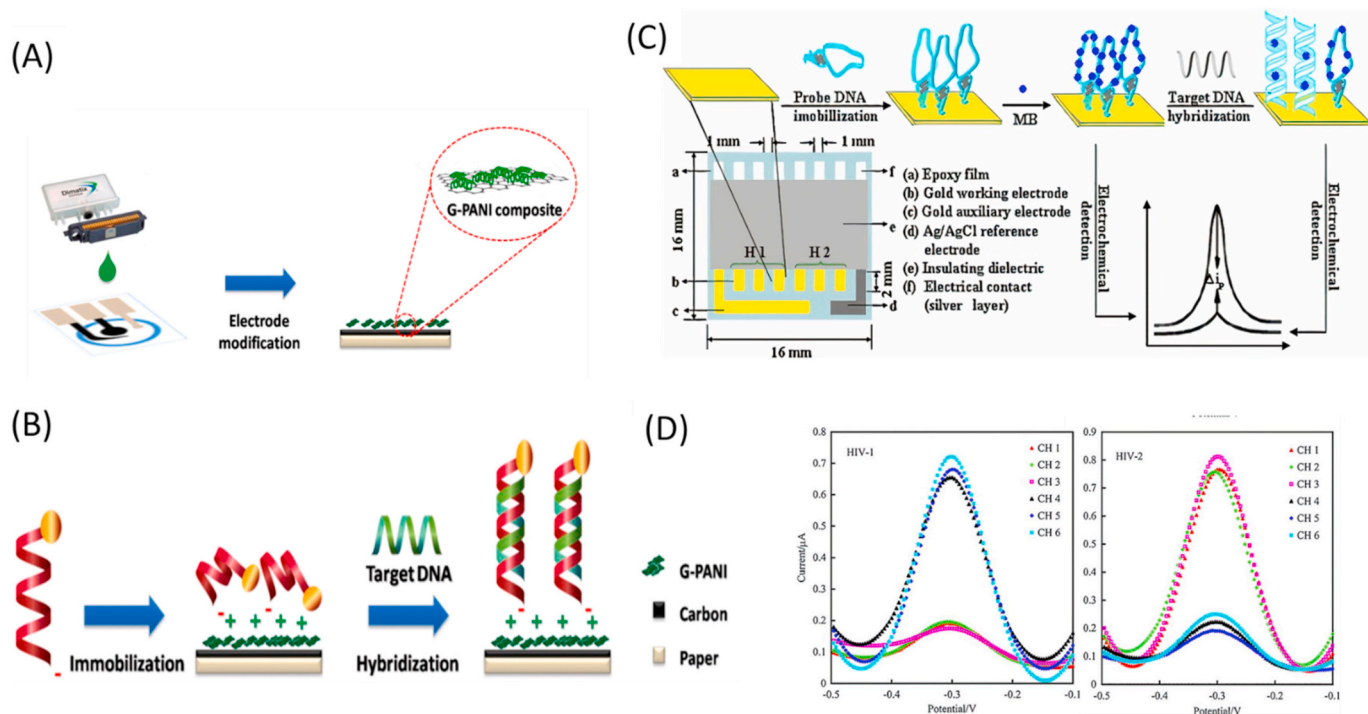 (A)
Dimatix
G-PANI composite
Electrode
modification
(B)
Immobilization
Target DNA
Hybridization
G-PANI
Carbon
Paper
(C)
Probe DNA
imobillization
MB
Target DNA
hybridization
1 mm
1 mm
a
f
(a) Epoxy film
(b) Gold working electrode
(c) Gold auxiliary electrode
(d) Ag/AgCl reference
electrode
(e) Insulating dielectric
(f) Electrical contact
(silver layer)
16 mm
e
H 1
H 2
b
2 mm
c
d
16 mm
Electrochemical
detection
Δip
Electrochemical
detection
(D)
HIV-1
CH 1
CH 2
CH 3
CH 4
CH 5
CH 6
Current/μA
0.8
0.7
0.6
0.5
0.4
0.3
0.2
0.1
0
-0.5
-0.4
-0.3
-0.2
-0.1
Potential/V
HIV-2
CH 1
CH 2
CH 3
CH 4
CH 5
CH 6
0.9
0.8
0.7
0.6
0.5
0.4
0.3
0.2
0.1
0
-0.5
-0.4
-0.3
-0.2
-0.1
Potential/V